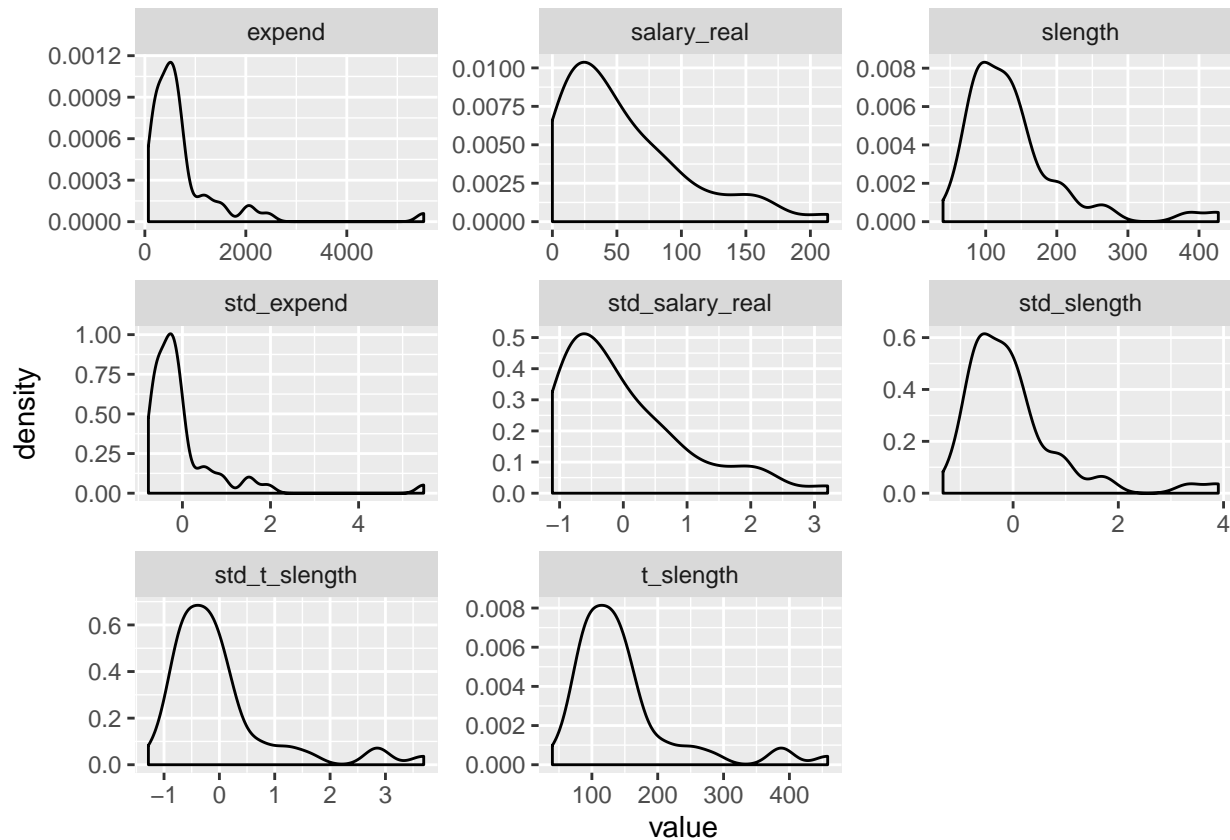 expend
salary_real
slength
0.0012
0.0009
0.0006
0.0003
0.0000
0 2000 4000
0.0100
0.0075
0.0050
0.0025
0.0000
0 50 100 150 200
0.008
0.006
0.004
0.002
0.000
100 200 300 400
std_expend
std_salary_real
std_slength
1.00
0.75
0.50
0.25
0.00
0 2 4
0.5
0.4
0.3
0.2
0.1
0.0
−1 0 1 2 3
0.6
0.4
0.2
0.0
0 2 4
std_t_slength
t_slength
0.6
0.4
0.2
0.0
−1 0 1 2 3
0.008
0.006
0.004
0.002
0.000
100 200 300 400
density
value